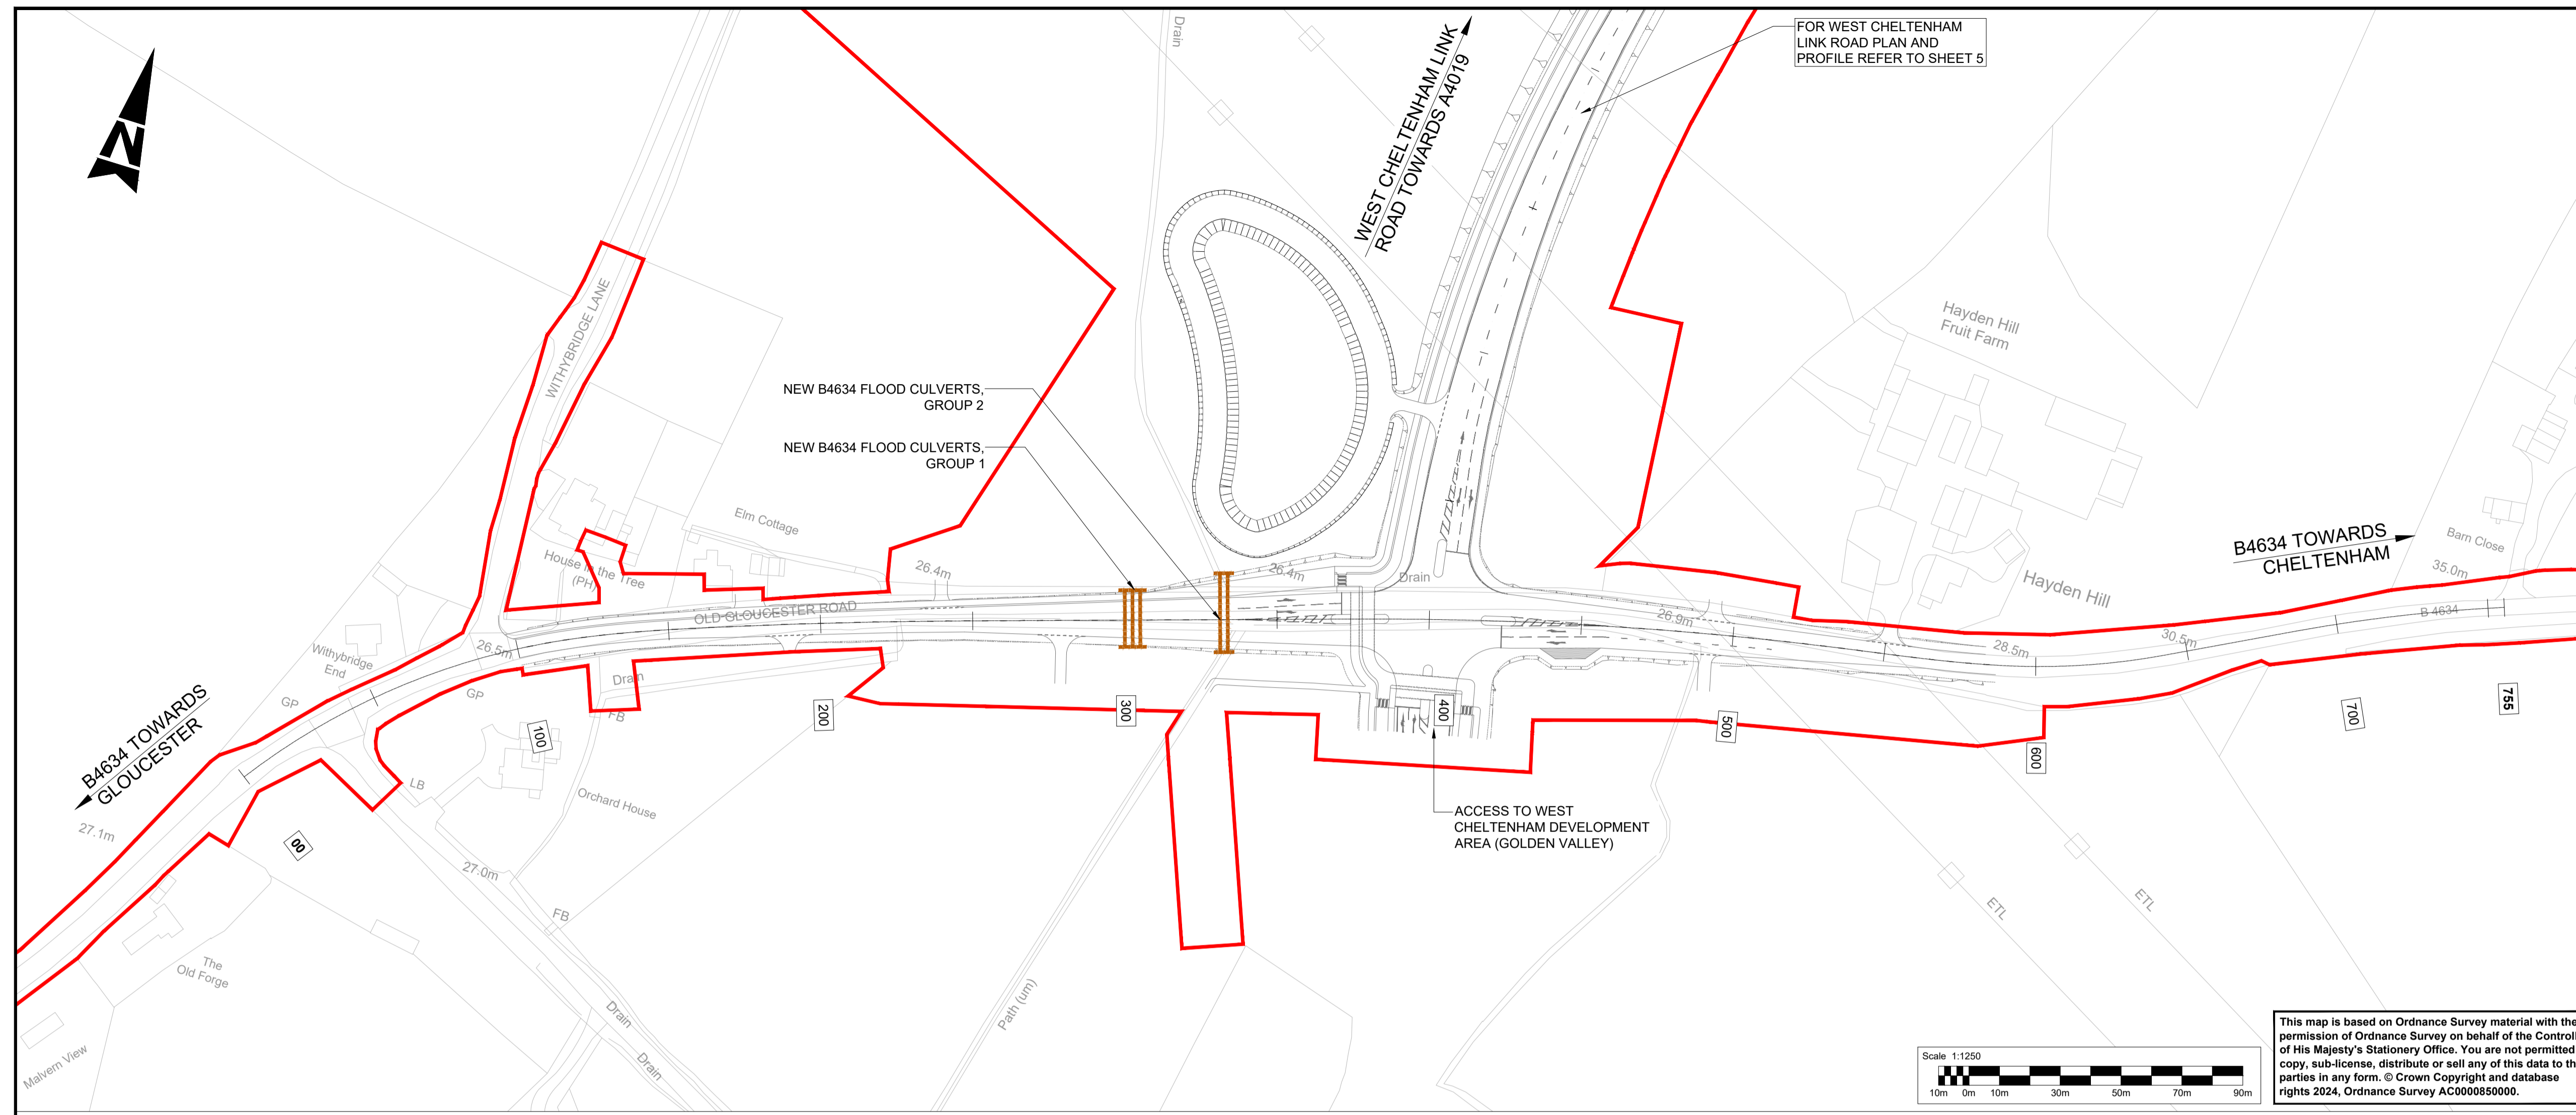 N
Drain
WEST CHELTENHAM LINK
ROAD TOWARDS A4019
FOR WEST CHELTENHAM
LINK ROAD PLAN AND
PROFILE REFER TO SHEET 5
WITHYBRIDGE LANE
NEW B4634 FLOOD CULVERTS,
GROUP 2
NEW B4634 FLOOD CULVERTS,
GROUP 1
Hayden Hill
Fruit Farm
Elm Cottage
House in the Tree
(PH)
26.4m
26.4m
Drain
OLD GLOUCESTER ROAD
26.9m
Hayden Hill
B4634 TOWARDS
CHELTENHAM
Barn Close
35.0m
B 4634
30.5m
28.5m
26.5m
Withybridge
End
GP
GP
Drain
FB
B4634 TOWARDS
GLOUCESTER
27.1m
00
100
200
300
400
500
600
700
755
LB
Orchard House
27.0m
FB
ACCESS TO WEST
CHELTENHAM DEVELOPMENT
AREA (GOLDEN VALLEY)
ETL
ETL
The
Old Forge
Malvern View
Drain
Drain
Path (um)
Scale 1:1250
10m 0m 10m 30m 50m 70m 90m
This map is based on Ordnance Survey material with the
permission of Ordnance Survey on behalf of the Controll
of His Majesty's Stationery Office. You are not permitted
copy, sub-license, distribute or sell any of this data to th
parties in any form. © Crown Copyright and database
rights 2024, Ordnance Survey AC0000850000.